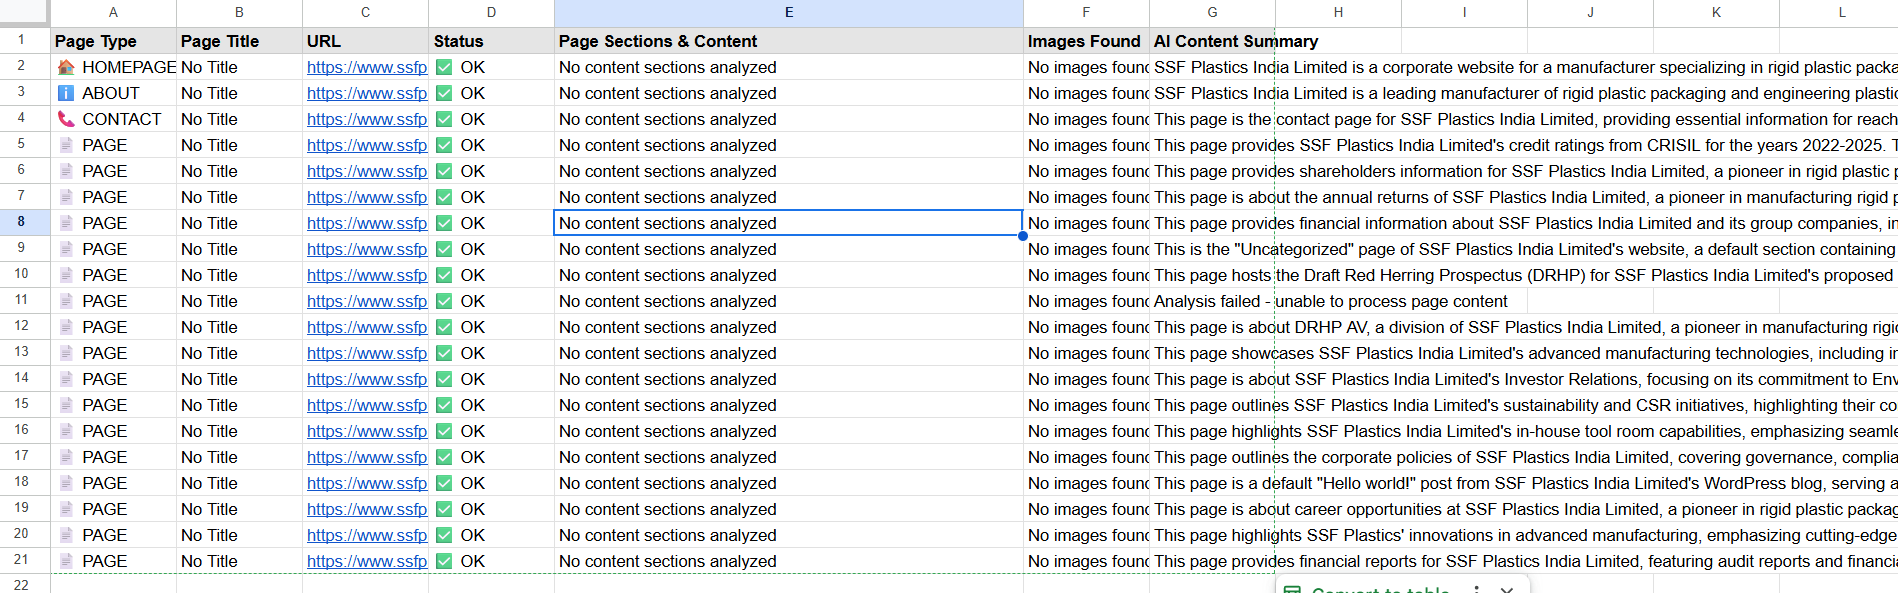 A B C D E F G H I J K L
1 Page Type Page Title URL Status Page Sections & Content Images Found AI Content Summary
2 HOMEPAGE No Title https://www.ssfp OK No content sections analyzed No images found SSF Plastics India Limited is a corporate website for a manufacturer specializing in rigid plastic packa
3 ABOUT No Title https://www.ssfp OK No content sections analyzed No images found SSF Plastics India Limited is a leading manufacturer of rigid plastic packaging and engineering plastic
4 CONTACT No Title https://www.ssfp OK No content sections analyzed No images found This page is the contact page for SSF Plastics India Limited, providing essential information for reach
5 PAGE No Title https://www.ssfp OK No content sections analyzed No images found This page provides SSF Plastics India Limited's credit ratings from CRISIL for the years 2022-2025. T
6 PAGE No Title https://www.ssfp OK No content sections analyzed No images found This page provides shareholders information for SSF Plastics India Limited, a pioneer in rigid plastic p
7 PAGE No Title https://www.ssfp OK No content sections analyzed No images found This page is about the annual returns of SSF Plastics India Limited, a pioneer in manufacturing rigid p
8 PAGE No Title https://www.ssfp OK No content sections analyzed No images found This page provides financial information about SSF Plastics India Limited and its group companies, in
9 PAGE No Title https://www.ssfp OK No content sections analyzed No images found This is the "Uncategorized" page of SSF Plastics India Limited's website, a default section containing
10 PAGE No Title https://www.ssfp OK No content sections analyzed No images found This page hosts the Draft Red Herring Prospectus (DRHP) for SSF Plastics India Limited's proposed
11 PAGE No Title https://www.ssfp OK No content sections analyzed No images found Analysis failed - unable to process page content
12 PAGE No Title https://www.ssfp OK No content sections analyzed No images found This page is about DRHP AV, a division of SSF Plastics India Limited, a pioneer in manufacturing rigid
13 PAGE No Title https://www.ssfp OK No content sections analyzed No images found This page showcases SSF Plastics India Limited's advanced manufacturing technologies, including in
14 PAGE No Title https://www.ssfp OK No content sections analyzed No images found This page is about SSF Plastics India Limited's Investor Relations, focusing on its commitment to Env
15 PAGE No Title https://www.ssfp OK No content sections analyzed No images found This page outlines SSF Plastics India Limited's sustainability and CSR initiatives, highlighting their co
16 PAGE No Title https://www.ssfp OK No content sections analyzed No images found This page highlights SSF Plastics India Limited's in-house tool room capabilities, emphasizing seamle
17 PAGE No Title https://www.ssfp OK No content sections analyzed No images found This page outlines the corporate policies of SSF Plastics India Limited, covering governance, complia
18 PAGE No Title https://www.ssfp OK No content sections analyzed No images found This page is a default "Hello world!" post from SSF Plastics India Limited's WordPress blog, serving a
19 PAGE No Title https://www.ssfp OK No content sections analyzed No images found This page is about career opportunities at SSF Plastics India Limited, a pioneer in rigid plastic packag
20 PAGE No Title https://www.ssfp OK No content sections analyzed No images found This page highlights SSF Plastics' innovations in advanced manufacturing, emphasizing cutting-edge
21 PAGE No Title https://www.ssfp OK No content sections analyzed No images found This page provides financial reports for SSF Plastics India Limited, featuring audit reports and financia
22
Convert to table